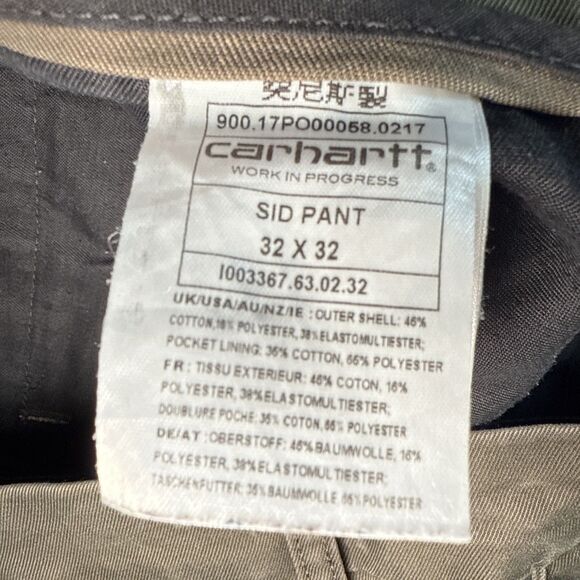 突尼斯製
900.17PO00058.0217
carhartt®
WORK IN PROGRESS
SID PANT
32 X 32
I003367.63.02.32
UK/USA/AU/NZ/IE : OUTER SHELL: 46%
COTTON,16% POLYESTER, 38%ELASTOMULTIESTER;
POCKET LINING: 35% COTTON, 65% POLYESTER
FR : TISSU EXTERIEUR: 46% COTON, 16%
POLYESTER, 38%ELASTOMULTIESTER;
DOUBLURE POCHE: 35% COTON,65% POLYESTER
DE/AT :OBERSTOFF: 46%BAUMWOLLE, 16%
POLYESTER, 38% ELASTOMULTIESTER;
TASCHENFUTTER: 35% BAUMWOLLE 65% POLYESTER